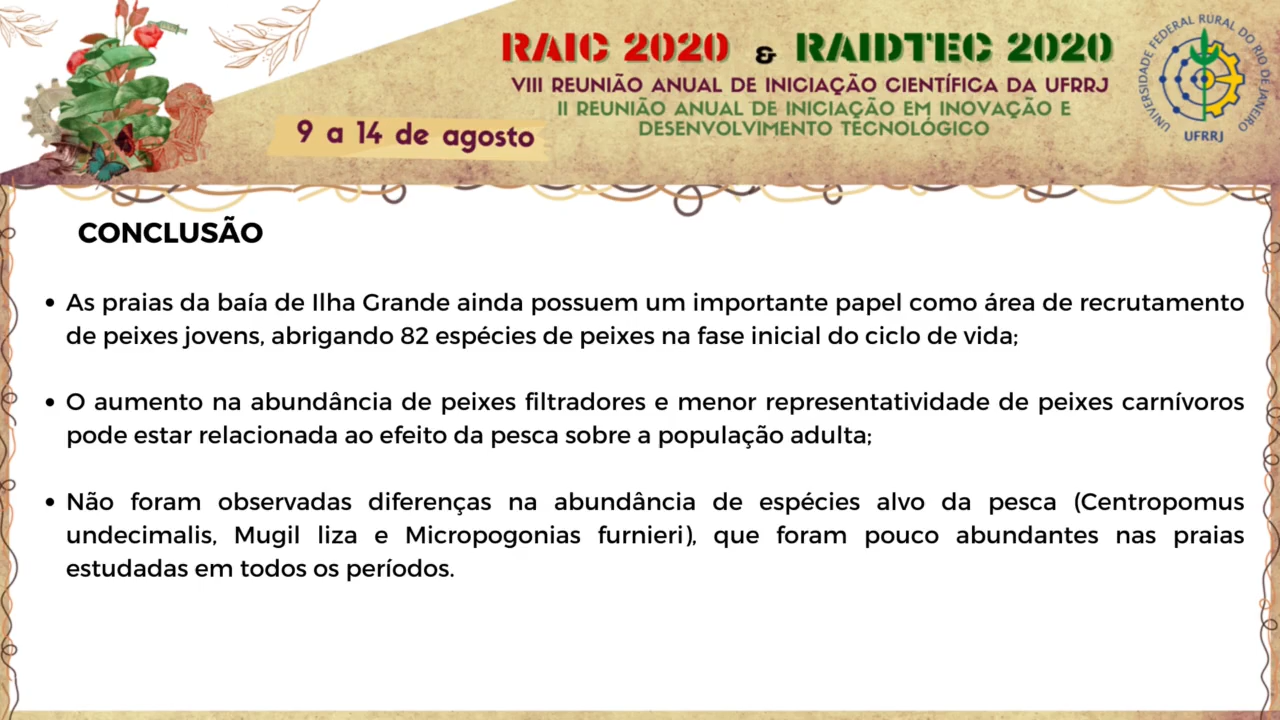 RAIC 2020 & RAIDTEC 2020
VIII REUNIÃO ANUAL DE INICIAÇÃO CIENTÍFICA DA UFRRJ
II REUNIÃO ANUAL DE INICIAÇÃO EM INOVAÇÃO E
DESENVOLVIMENTO TECNOLÓGICO
9 a 14 de agosto
UNIVERSIDADE FEDERAL RURAL DO RIO DE JANEIRO
UFRRJ
CONCLUSÃO
• As praias da baía de Ilha Grande ainda possuem um importante papel como área de recrutamento
de peixes jovens, abrigando 82 espécies de peixes na fase inicial do ciclo de vida;
• O aumento na abundância de peixes filtradores e menor representatividade de peixes carnívoros
pode estar relacionada ao efeito da pesca sobre a população adulta;
• Não foram observadas diferenças na abundância de espécies alvo da pesca (Centropomus
undecimalis, Mugil liza e Micropogonias furnieri), que foram pouco abundantes nas praias
estudadas em todos os períodos.